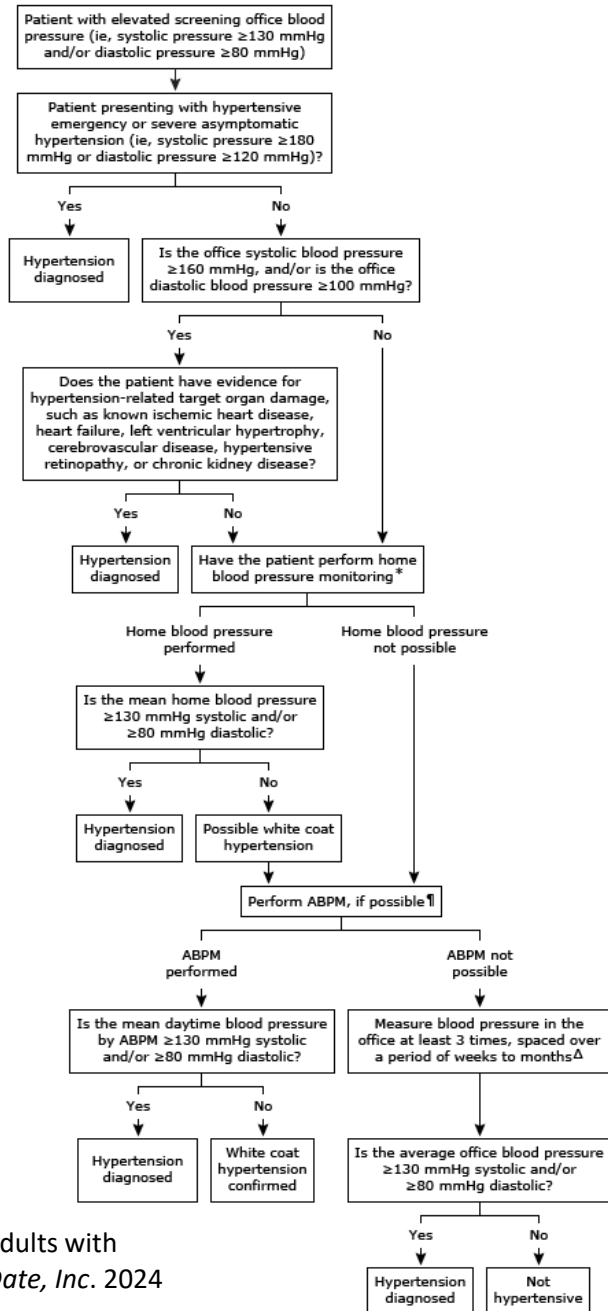 Patient with elevated screening office blood
pressure (ie, systolic pressure ≥130 mmHg
and/or diastolic pressure ≥80 mmHg)
Patient presenting with hypertensive
emergency or severe asymptomatic
hypertension (ie, systolic pressure ≥180
mmHg or diastolic pressure ≥120 mmHg)?
Yes
No
Hypertension
diagnosed
Is the office systolic blood pressure
≥160 mmHg, and/or is the office
diastolic blood pressure ≥100 mmHg?
Yes
No
Does the patient have evidence for
hypertension-related target organ damage,
such as known ischemic heart disease,
heart failure, left ventricular hypertrophy,
cerebrovascular disease, hypertensive
retinopathy, or chronic kidney disease?
Yes
No
Hypertension
diagnosed
Have the patient perform home
blood pressure monitoring*
Home blood pressure
performed
Home blood pressure
not possible
Is the mean home blood pressure
≥130 mmHg systolic and/or
≥80 mmHg diastolic?
Yes
No
Hypertension
diagnosed
Possible white coat
hypertension
Perform ABPM, if possible¶
ABPM
performed
ABPM not
possible
Is the mean daytime blood pressure
by ABPM ≥130 mmHg systolic
and/or ≥80 mmHg diastolic?
Measure blood pressure in the
office at least 3 times, spaced over
a period of weeks to monthsΔ
Yes
No
Hypertension
diagnosed
White coat
hypertension
confirmed
Is the average office blood pressure
≥130 mmHg systolic and/or
≥80 mmHg diastolic?
Yes
No
Hypertension
diagnosed
Not
hypertensive
dults with
Date, Inc. 2024